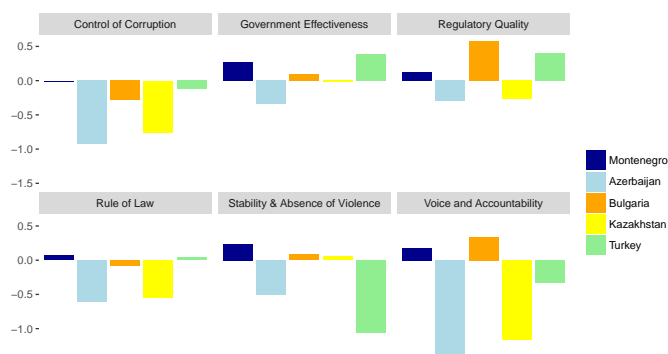 Control of Corruption
Government Effectiveness
Regulatory Quality
0.5
0.0
−0.5
−1.0
−1.5
Rule of Law
Stability & Absence of Violence
Voice and Accountability
0.5
0.0
−0.5
−1.0
Montenegro
Azerbaijan
Bulgaria
Kazakhstan
Turkey